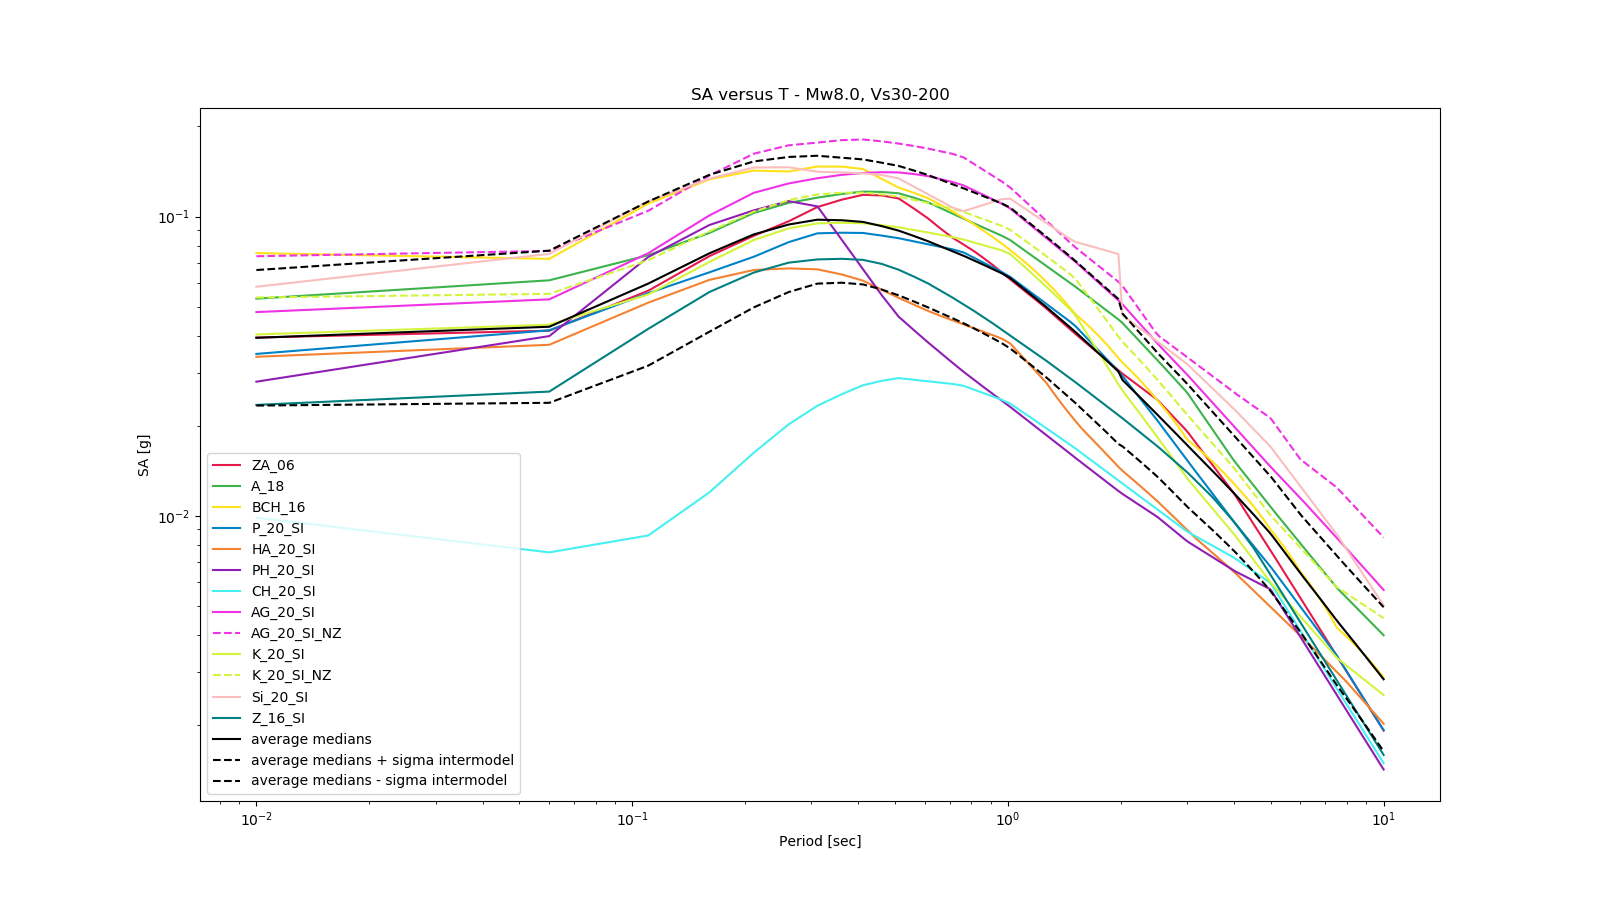 SA versus T - Mw8.0, Vs30-200
SA [g]
10⁻¹
10⁻²
ZA_06
A_18
BCH_16
P_20_SI
HA_20_SI
PH_20_SI
CH_20_SI
AG_20_SI
AG_20_SI_NZ
K_20_SI
K_20_SI_NZ
Si_20_SI
Z_16_SI
average medians
average medians + sigma intermodel
average medians - sigma intermodel
10⁻² 10⁻¹ 10⁰ 10¹
Period [sec]